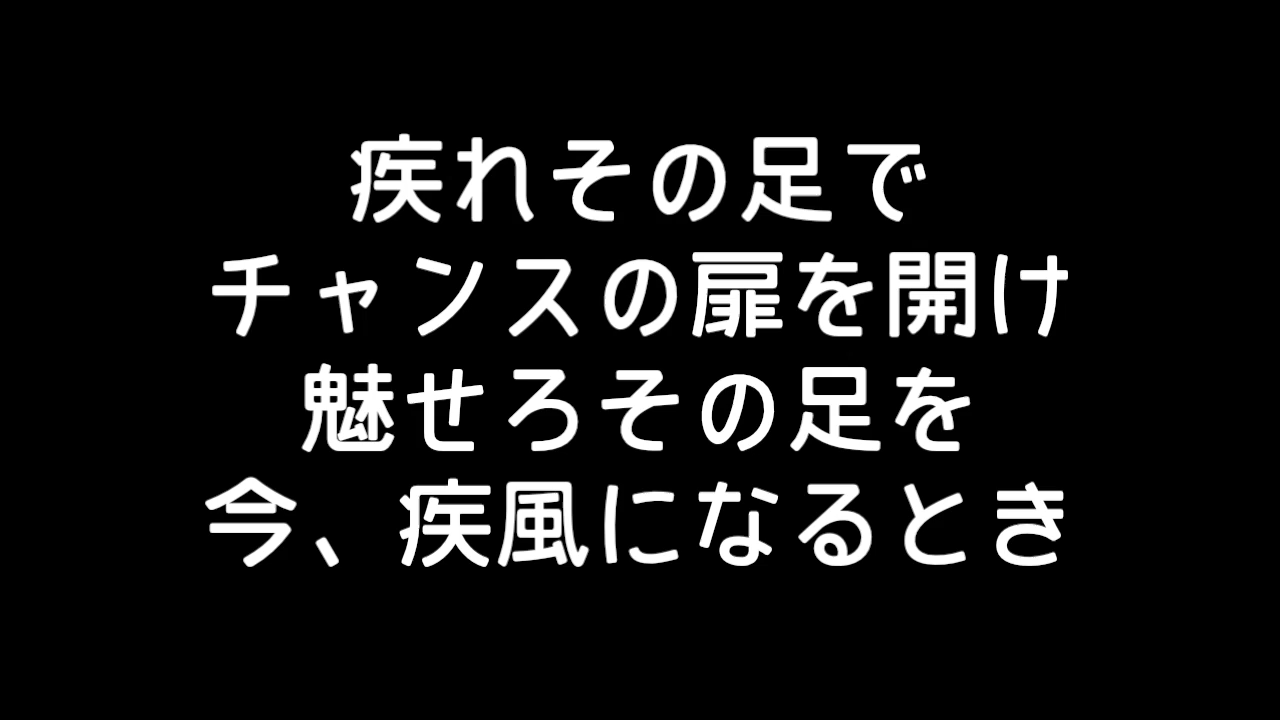 疾れその足で
チャンスの扉を開け
魅せろその足を
今、疾風になるとき